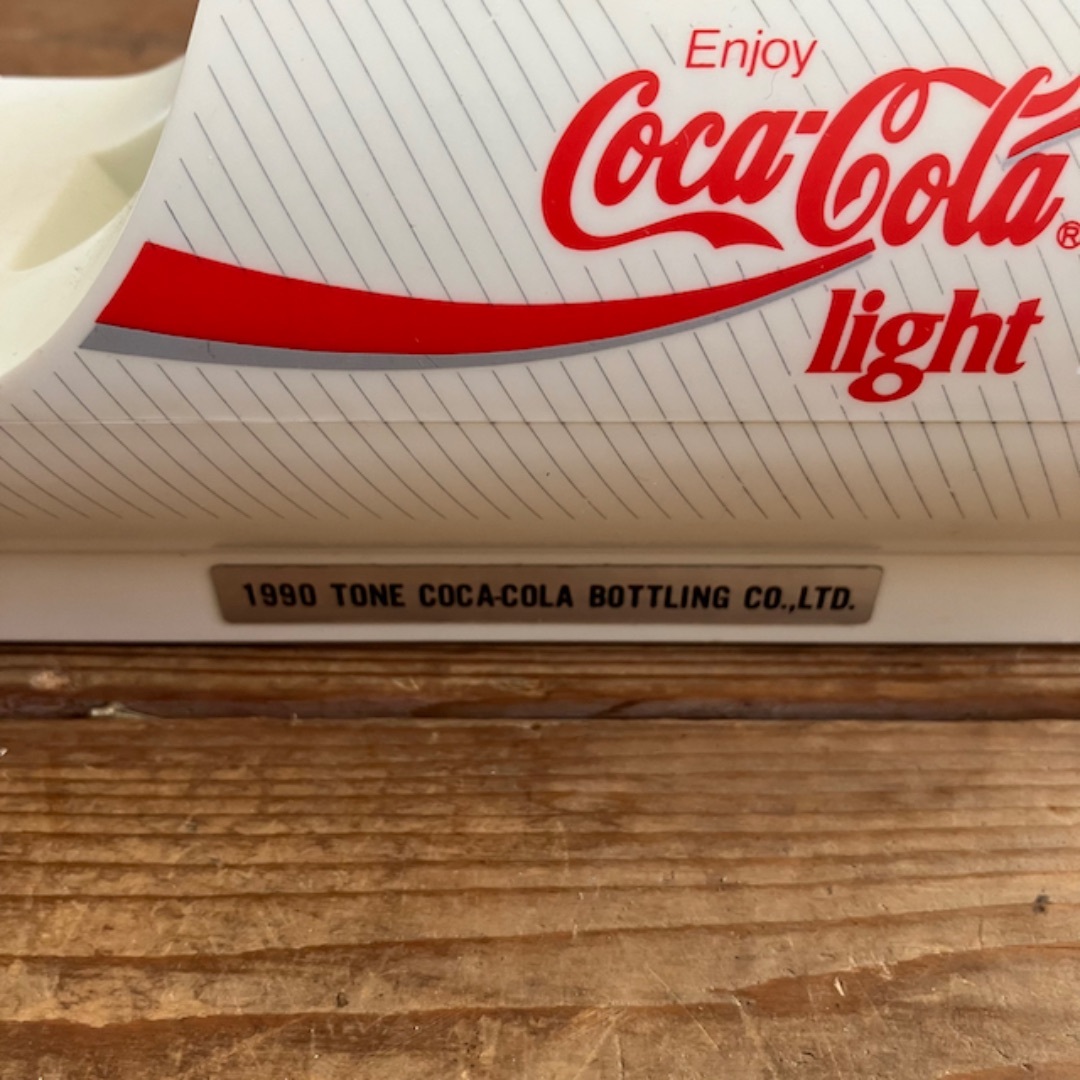 Enjoy
Coca-Cola®
light
1990 TONE COCA-COLA BOTTLING CO.,LTD.